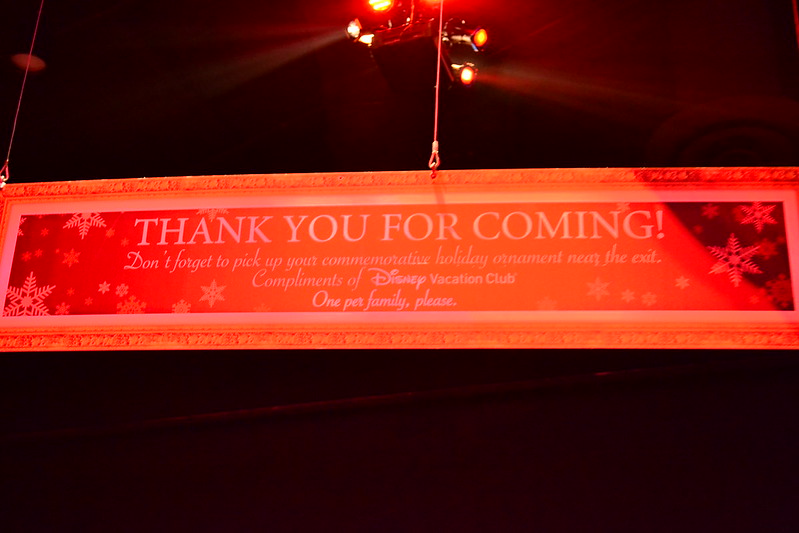 THANK YOU FOR COMING!
Don't forget to pick up your commemorative holiday ornament near the exit.
Compliments of Disney Vacation Club
One per family, please.